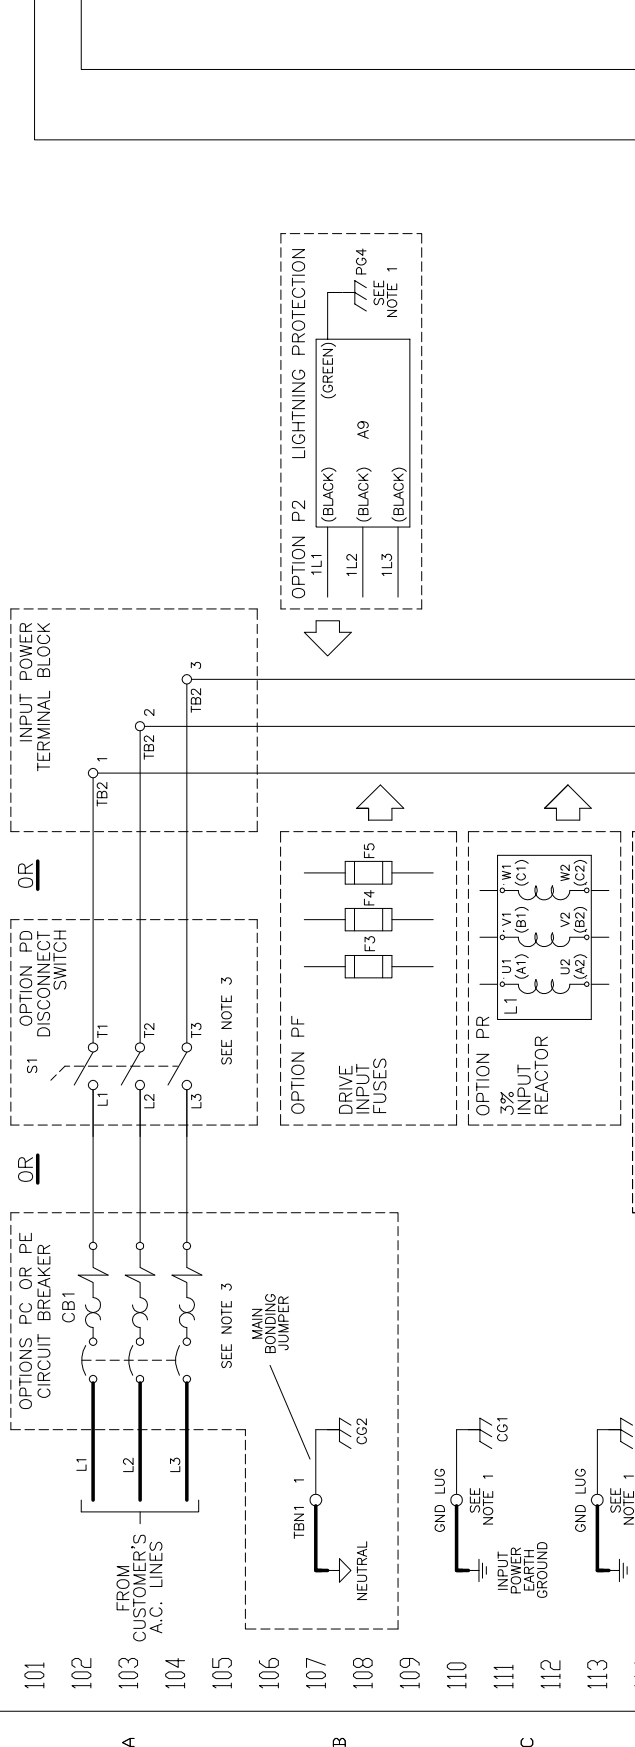 101
102
103
104
105
106
107
108
109
110
111
112
113
A
B
C
FROM
CUSTOMER'S
A.C. LINES
L1
L2
L3
OPTIONS PC OR PE
CIRCUIT BREAKER
CB1
SEE NOTE 3
MAIN
BONDING
JUMPER
TBN1
1
CG2
NEUTRAL
OR
OPTION PD
DISCONNECT
SWITCH
S1
L1
T1
L2
T2
L3
T3
SEE NOTE 3
OR
INPUT POWER
TERMINAL BLOCK
TB2
1
TB2
2
TB2
3
OPTION P2
LIGHTNING PROTECTION
1L1
(BLACK)
(GREEN)
1L2
(BLACK)
A9
1L3
(BLACK)
PG4
SEE
NOTE 1
OPTION PF
DRIVE
INPUT
FUSES
F3
F4
F5
OPTION PR
3%
INPUT
REACTOR
L1
U1
(A1)
V1
(B1)
W1
(C1)
U2
(A2)
V2
(B2)
W2
(C2)
GND LUG
CG1
SEE
NOTE 1
INPUT
POWER
EARTH
GROUND
GND LUG
SEE
NOTE 1